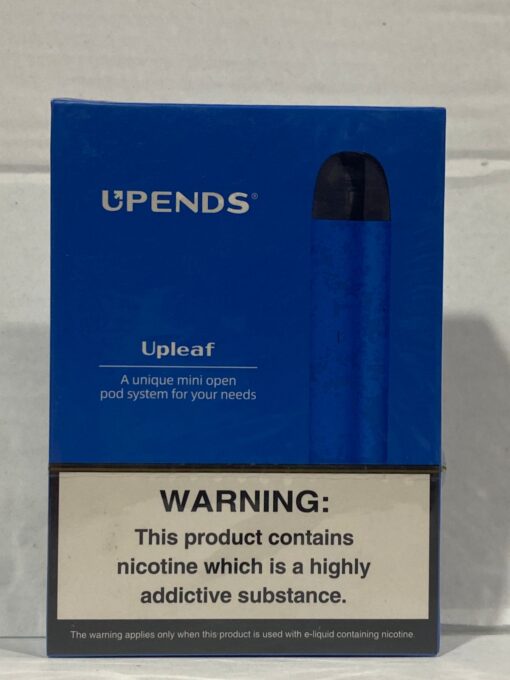 UPENDS®
Upleaf
A unique mini open
pod system for your needs
WARNING:
This product contains
nicotine which is a highly
addictive substance.
The warning applies only when this product is used with e-liquid containing nicotine